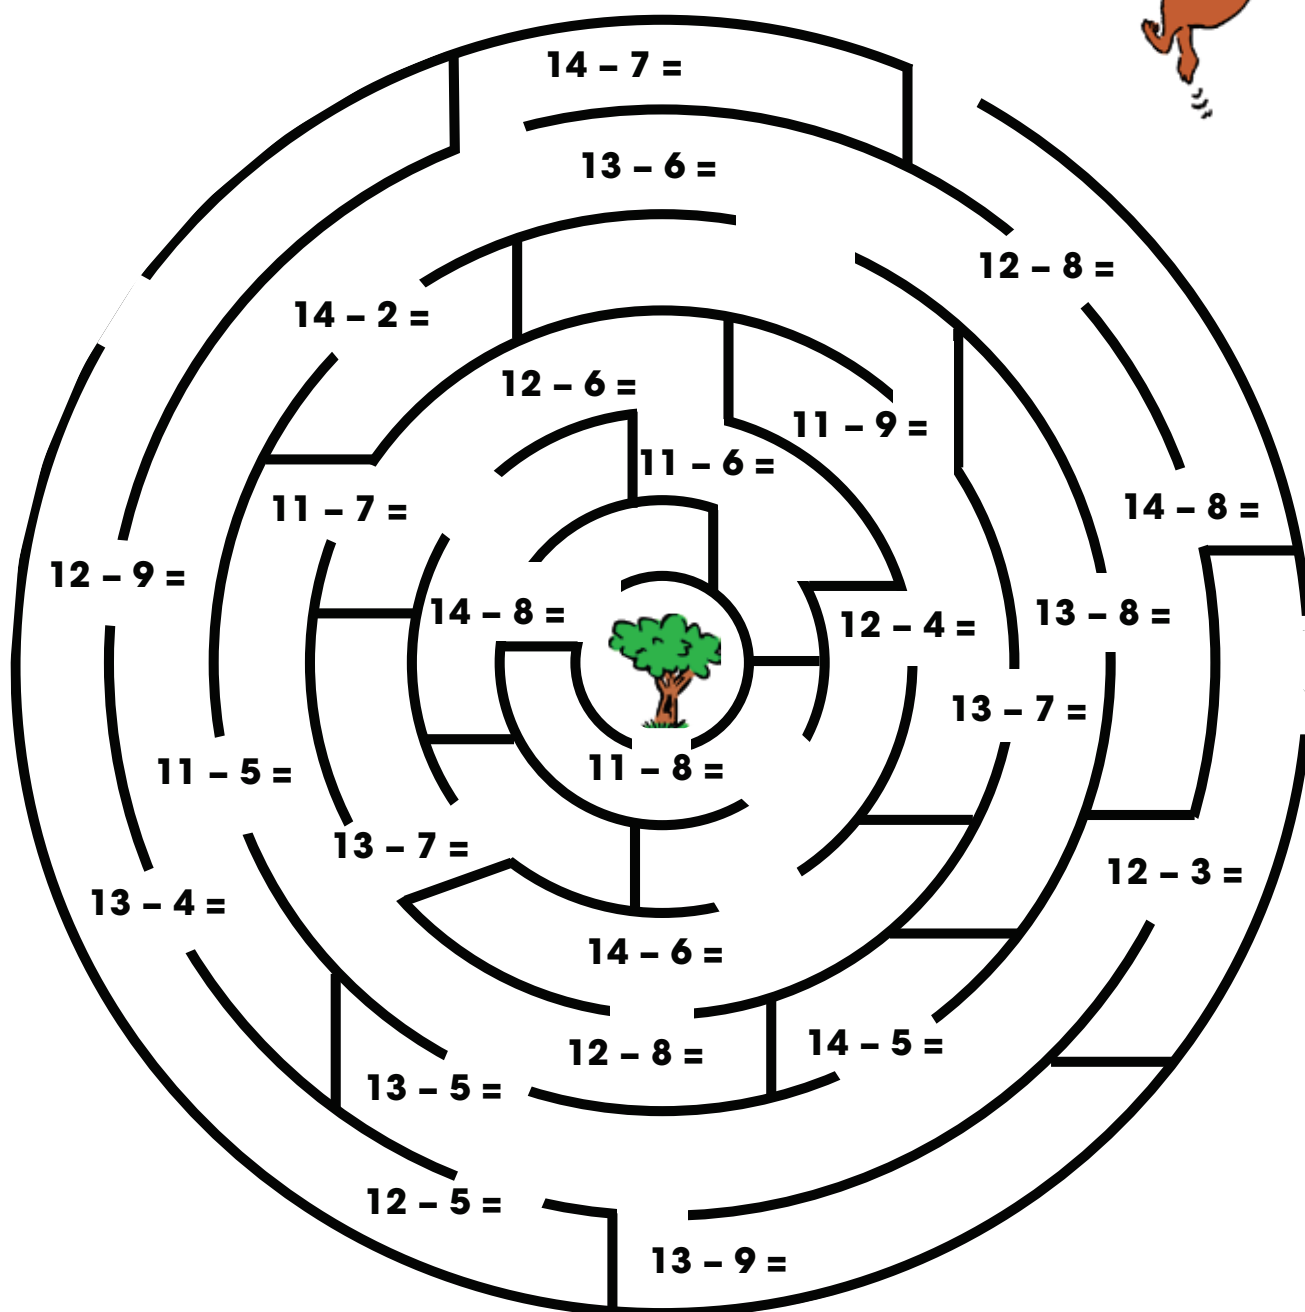 14 – 7 =
13 – 6 =
12 – 8 =
14 – 2 =
12 – 6 =
11 – 9 =
11 – 6 =
11 – 7 =
14 – 8 =
12 – 9 =
14 – 8 =
12 – 4 =
13 – 8 =
13 – 7 =
11 – 8 =
11 – 5 =
13 – 7 =
12 – 3 =
13 – 4 =
14 – 6 =
12 – 8 =
14 – 5 =
13 – 5 =
12 – 5 =
13 – 9 =